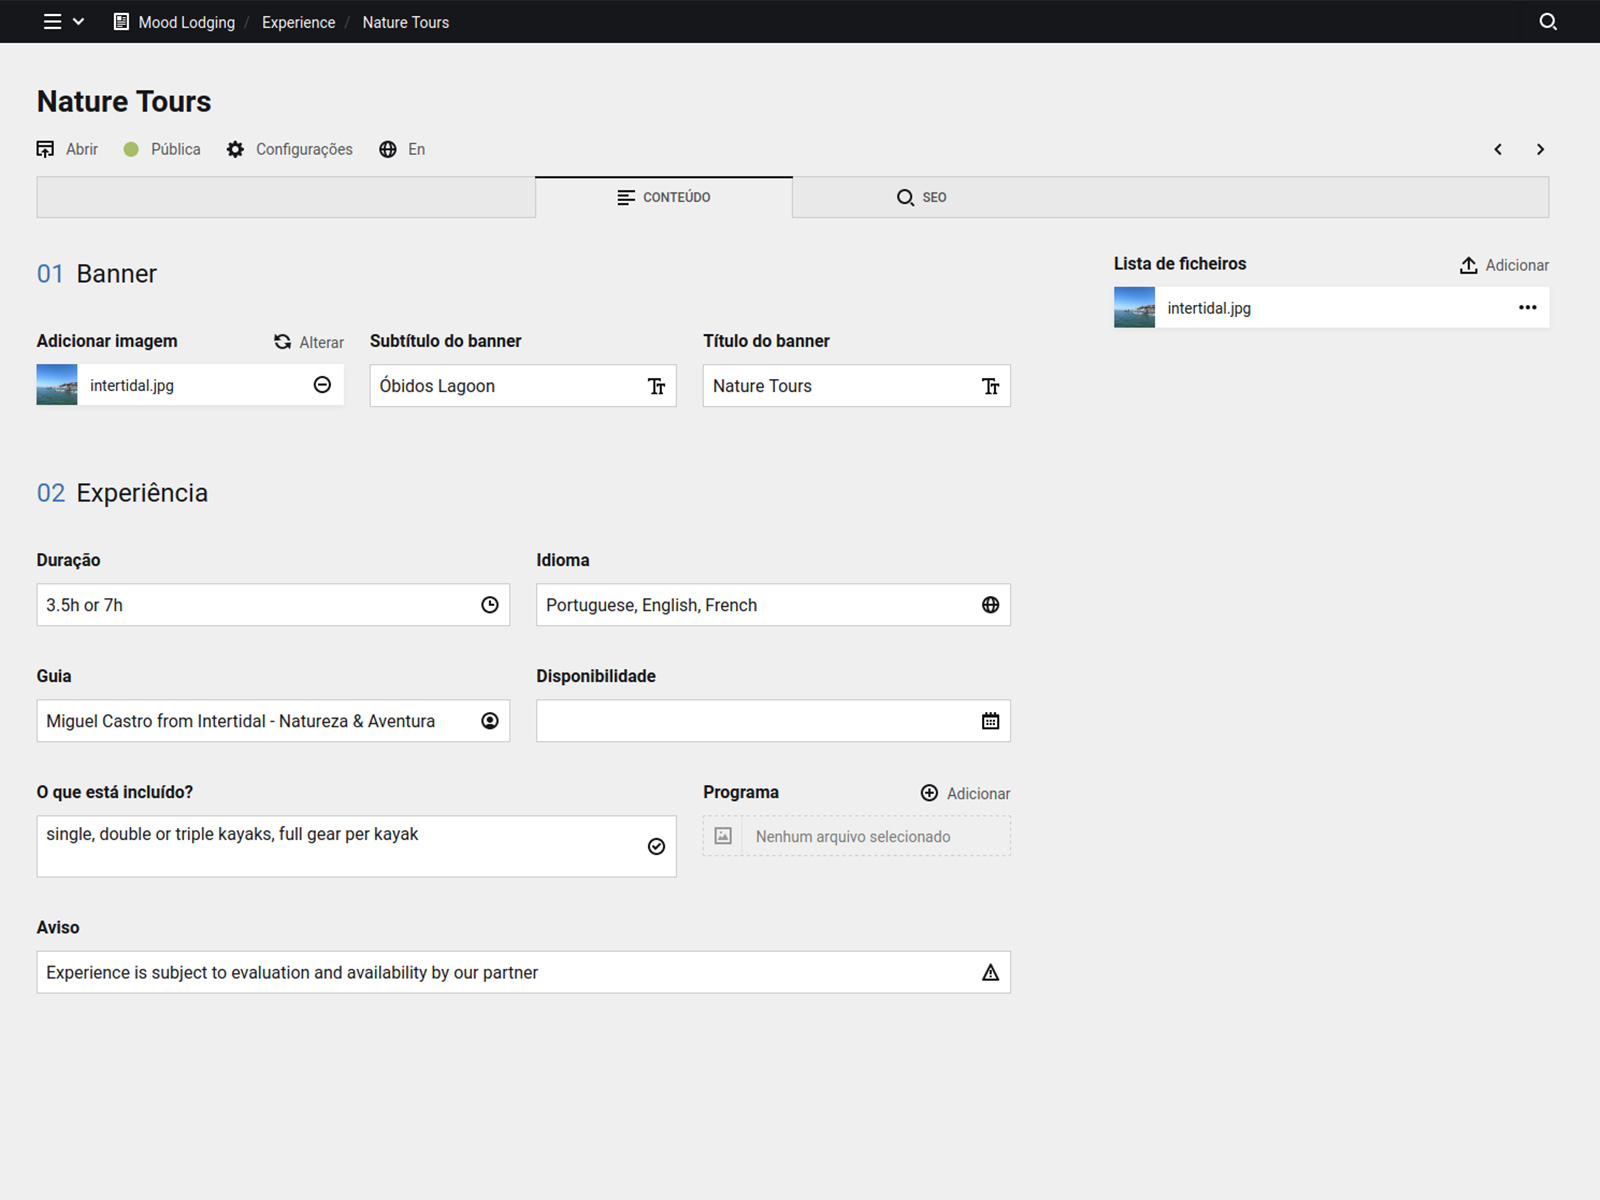 Mood Lodging / Experience / Nature Tours
Nature Tours
Abrir Pública Configurações En
CONTEÚDO SEO
01 Banner
Adicionar imagem Alterar
intertidal.jpg
Subtítulo do banner
Óbidos Lagoon
Título do banner
Nature Tours
Lista de ficheiros Adicionar
intertidal.jpg
02 Experiência
Duração
3.5h or 7h
Idioma
Portuguese, English, French
Guia
Miguel Castro from Intertidal - Natureza & Aventura
Disponibilidade
O que está incluído?
single, double or triple kayaks, full gear per kayak
Programa Adicionar
Nenhum arquivo selecionado
Aviso
Experience is subject to evaluation and availability by our partner